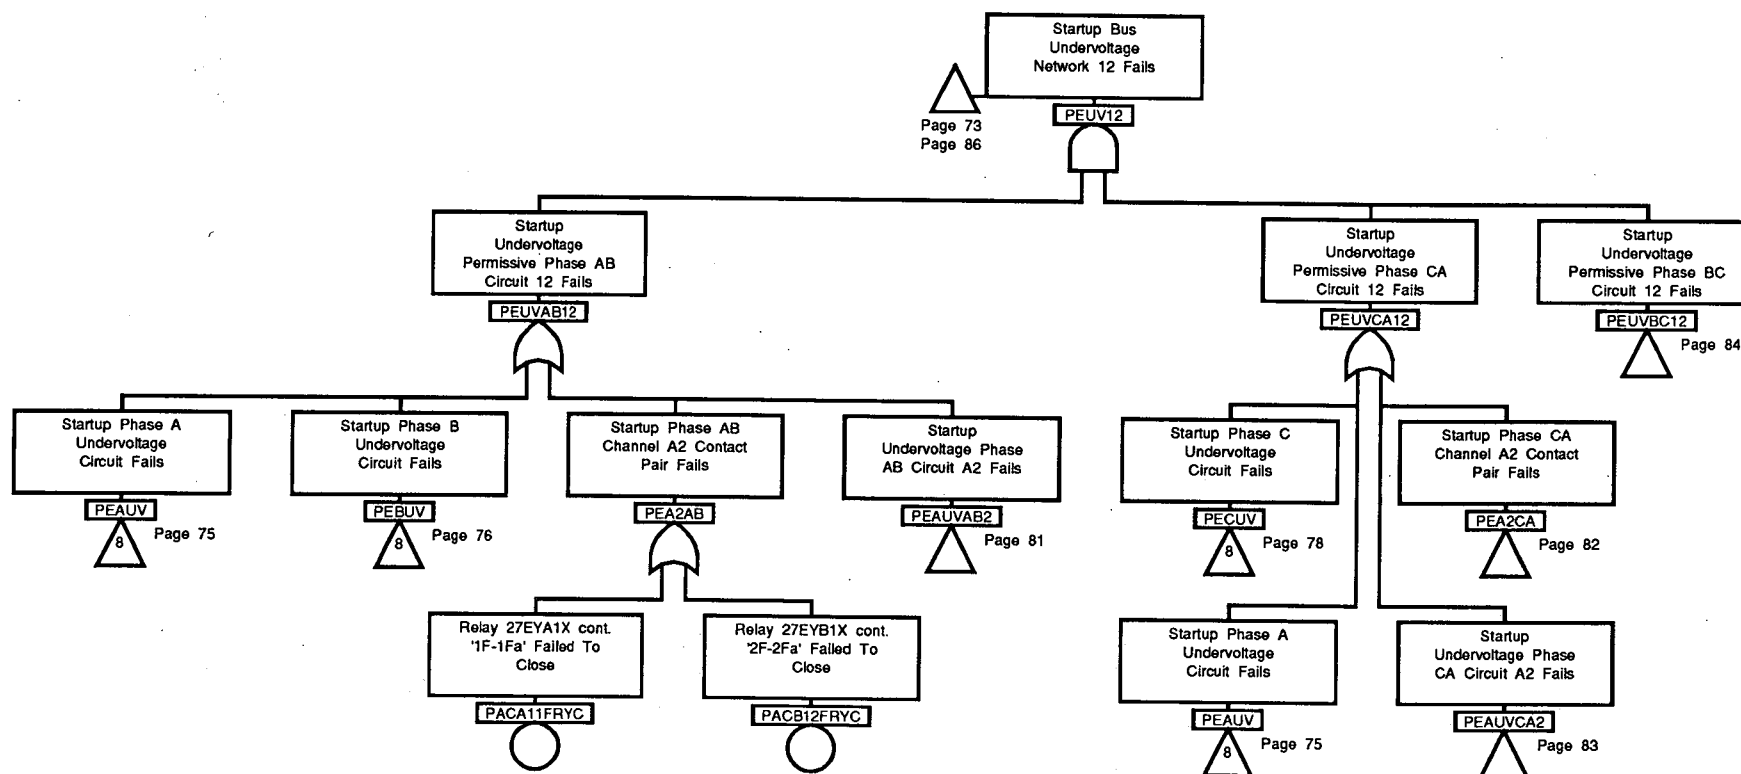 Startup Bus
Undervoltage
Network 12 Fails
PEUV12
Page 73
Page 86
Startup
Undervoltage
Permissive Phase AB
Circuit 12 Fails
PEUVAB12
Startup
Undervoltage
Permissive Phase CA
Circuit 12 Fails
PEUVCA12
Startup
Undervoltage
Permissive Phase BC
Circuit 12 Fails
PEUVBC12
Page 84
Startup Phase A
Undervoltage
Circuit Fails
PEAUV
8
Page 75
Startup Phase B
Undervoltage
Circuit Fails
PEBUV
8
Page 76
Startup Phase AB
Channel A2 Contact
Pair Fails
PEA2AB
Startup
Undervoltage Phase
AB Circuit A2 Fails
PEAUVAB2
Page 81
Startup Phase C
Undervoltage
Circuit Fails
PECUV
8
Page 78
Startup Phase CA
Channel A2 Contact
Pair Fails
PEA2CA
Page 82
Relay 27EYA1X cont.
'1F-1Fa' Failed To
Close
PACA11FRYC
Relay 27EYB1X cont.
'2F-2Fa' Failed To
Close
PACB12FRYC
Startup Phase A
Undervoltage
Circuit Fails
PEAUV
8
Page 75
Startup
Undervoltage Phase
CA Circuit A2 Fails
PEAUVCA2
Page 83